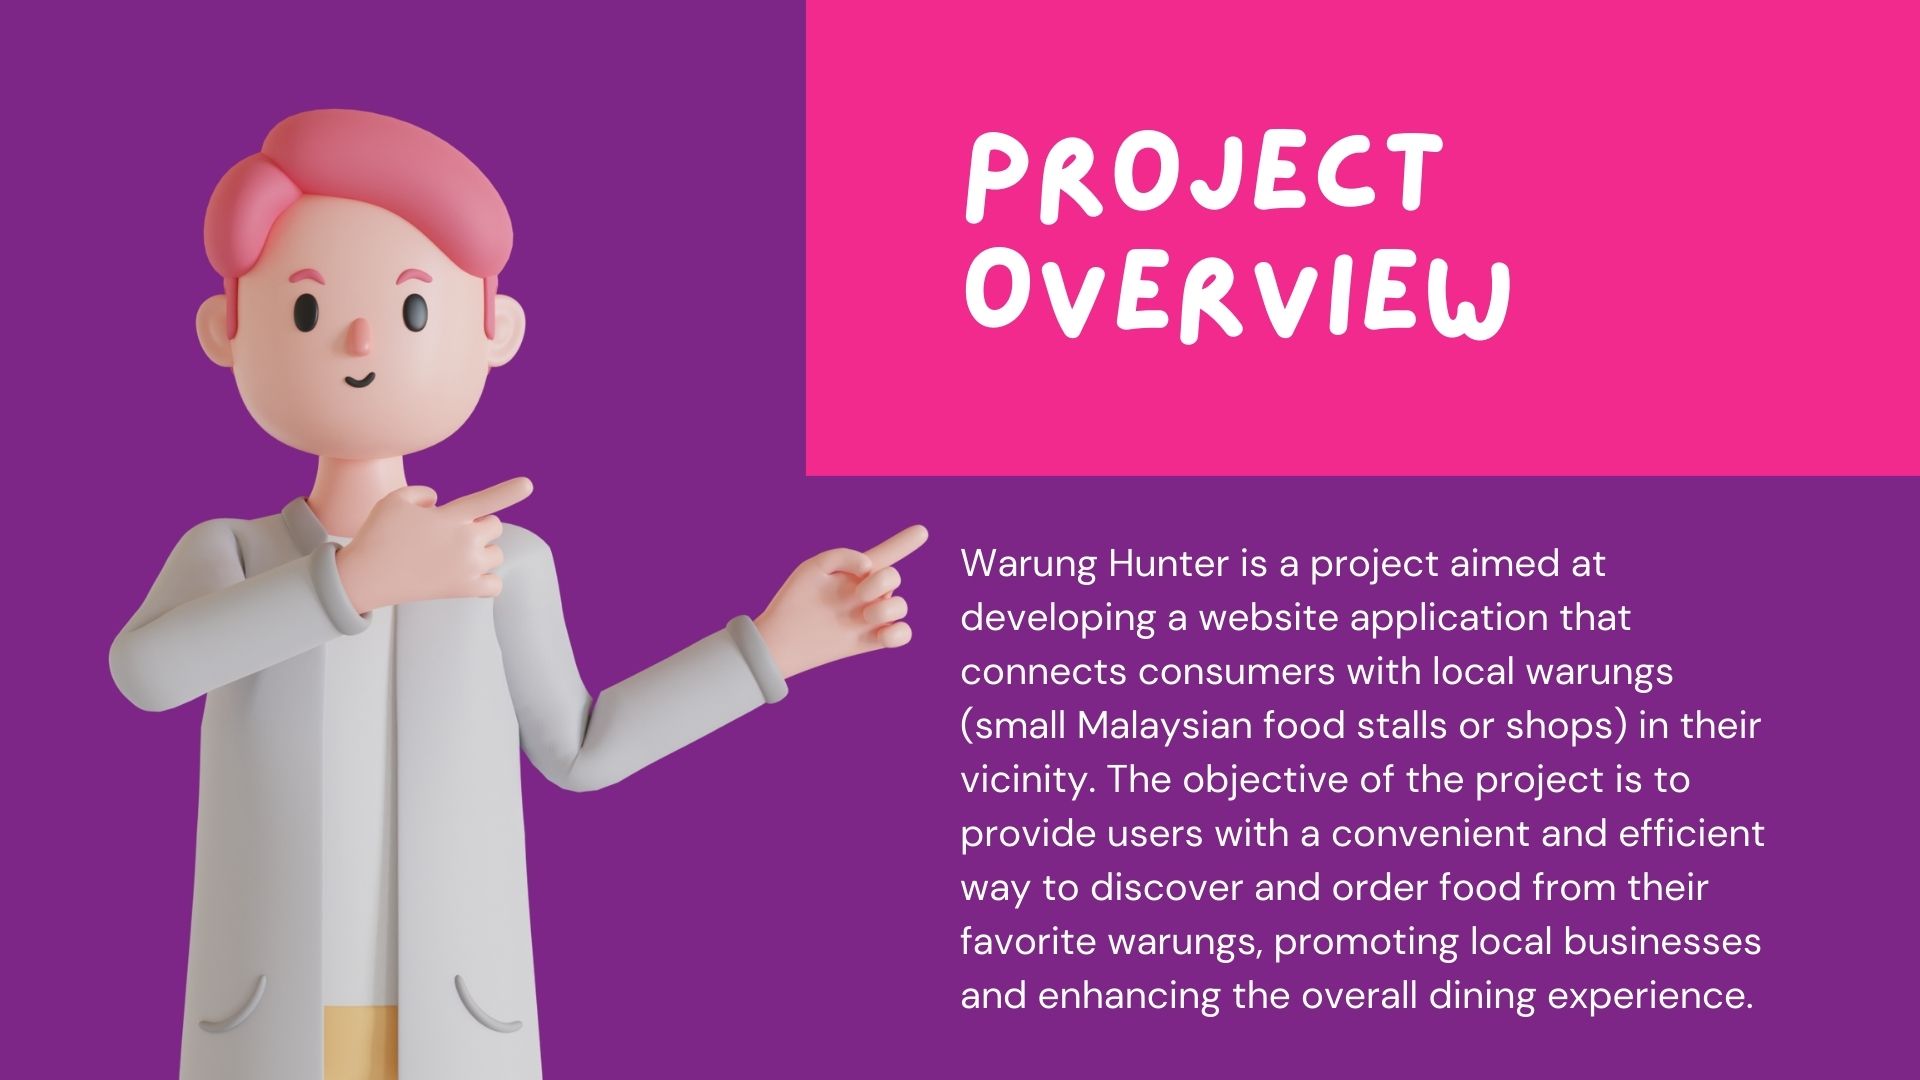 PROJECT
OVERVIEW
Warung Hunter is a project aimed at
developing a website application that
connects consumers with local warungs
(small Malaysian food stalls or shops) in their
vicinity. The objective of the project is to
provide users with a convenient and efficient
way to discover and order food from their
favorite warungs, promoting local businesses
and enhancing the overall dining experience.